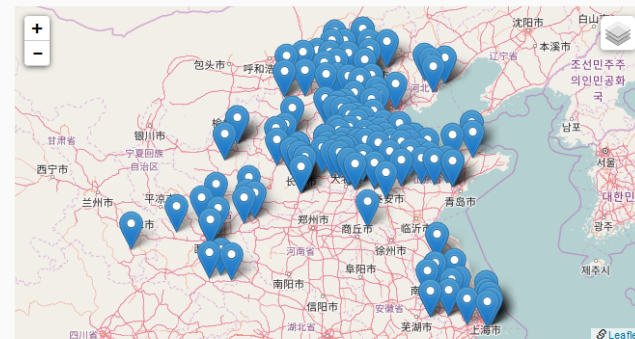 +
−
沈阳市
白山
本溪市
辽宁省
包头市
呼和浩
조선민주주
의인민공화
국
河北
甘肃省
银川市
宁夏回族
自治区
남포
서울
西宁市
兰州市
平凉
长
대한민
泰安市
青岛市
광주
郑州市
商丘市
临沂
徐州市
河南省
제주시
阜阳市
南阳市
信阳市
安徽省
芜湖市
上海市
四川省
湖北省
Leafle